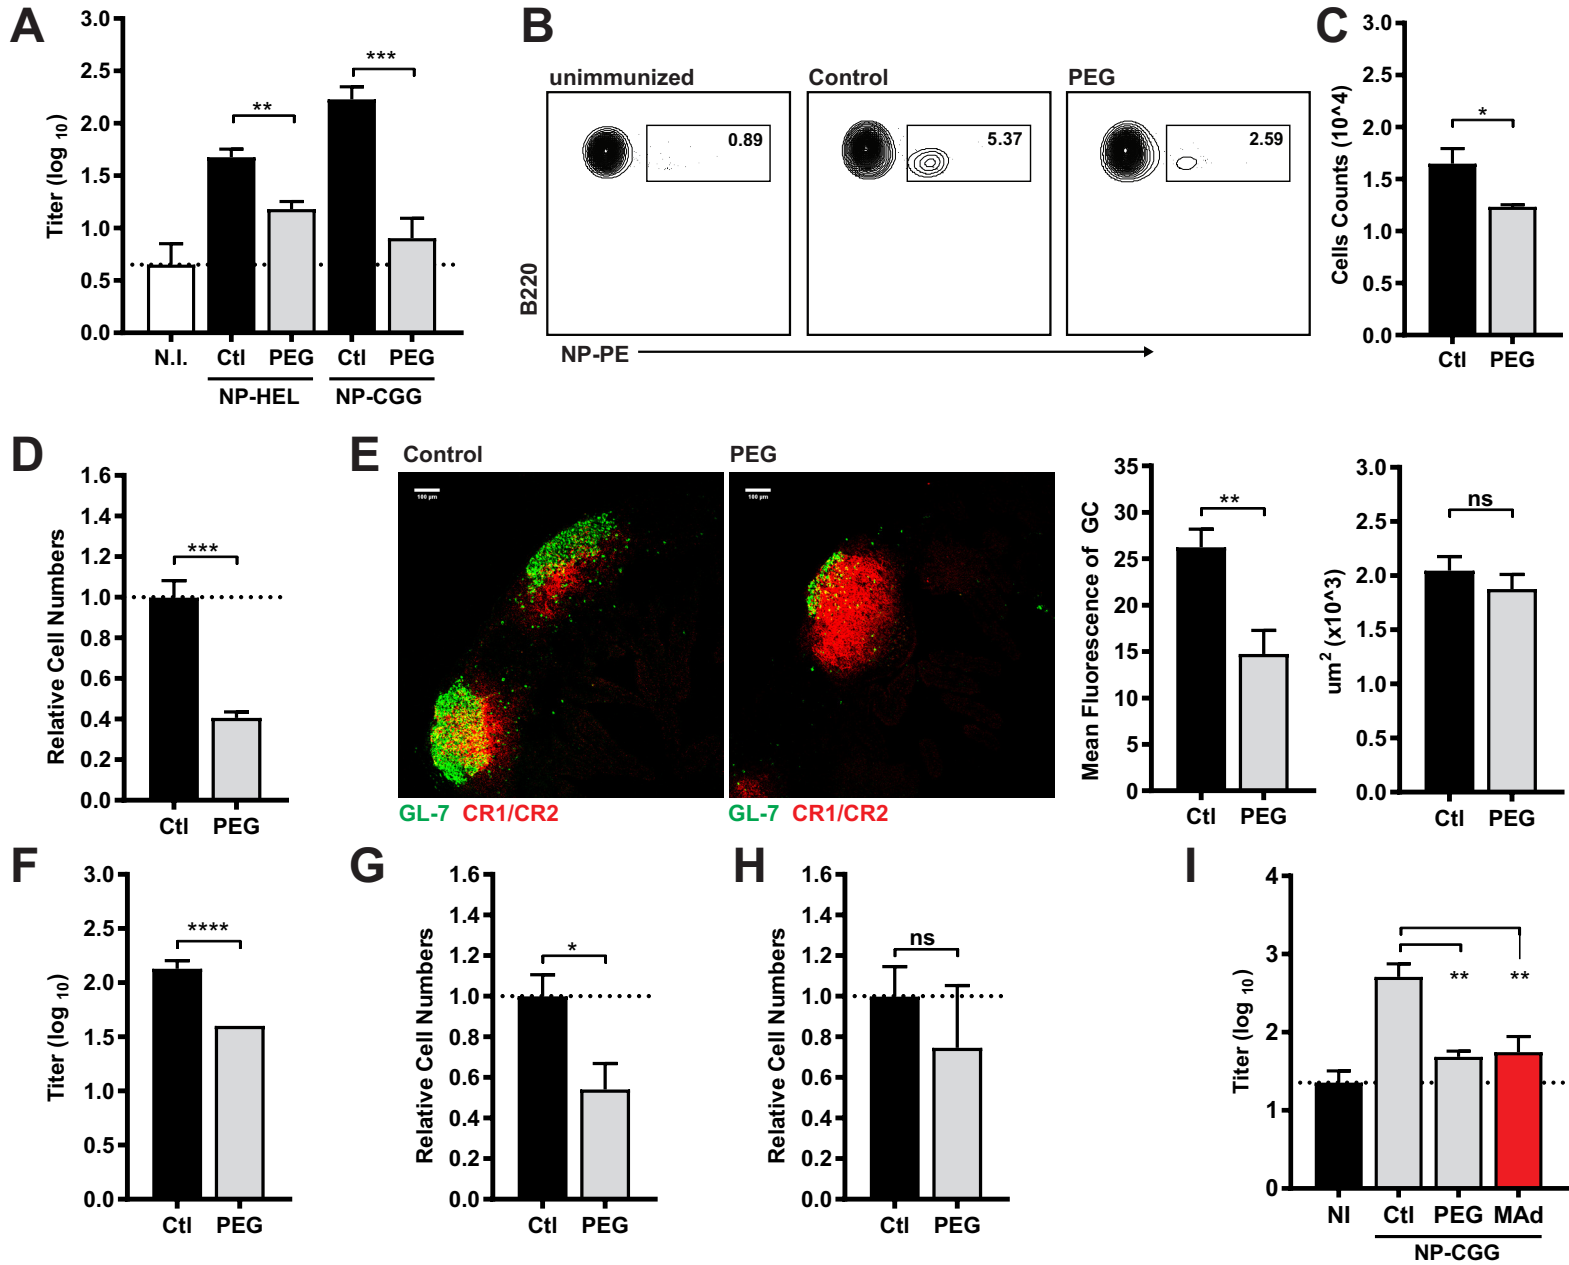 A
Titer (log 10)
3.0
2.5
2.0
1.5
1.0
0.5
0.0
**
***
N.I.
Ctl
PEG
Ctl
PEG
NP-HEL
NP-CGG
B
unimmunized
Control
PEG
0.89
5.37
2.59
B220
NP-PE
C
Cells Counts (10^4)
3.0
2.5
2.0
1.5
1.0
0.5
0.0
*
Ctl
PEG
D
Relative Cell Numbers
1.6
1.4
1.2
1.0
0.8
0.6
0.4
0.2
0.0
***
Ctl
PEG
E
Control
PEG
100 µm
100 µm
GL-7 CR1/CR2
GL-7 CR1/CR2
Mean Fluorescence of GC
35
30
25
20
15
10
5
0
**
Ctl
PEG
um2 (x10^3)
3.0
2.5
2.0
1.5
1.0
0.5
0.0
ns
Ctl
PEG
F
Titer (log 10)
3.0
2.5
2.0
1.5
1.0
0.5
0.0
****
Ctl
PEG
G
Relative Cell Numbers
1.6
1.4
1.2
1.0
0.8
0.6
0.4
0.2
0.0
*
Ctl
PEG
H
Relative Cell Numbers
1.6
1.4
1.2
1.0
0.8
0.6
0.4
0.2
0.0
ns
Ctl
PEG
I
Titer (log 10)
4
3
2
1
0
**
**
NI
Ctl
PEG
MAd
NP-CGG